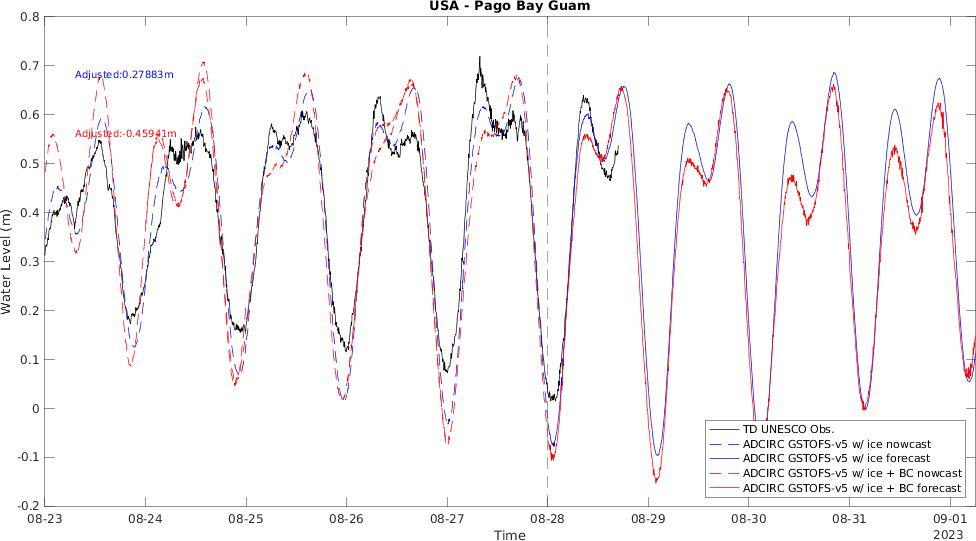 USA - Pago Bay Guam
0.8
0.7
0.6
0.5
0.4
0.3
0.2
0.1
0
-0.1
-0.2
Water Level (m)
Adjusted:0.27883m
Adjusted:-0.45941m
TD UNESCO Obs.
ADCIRC GSTOFS-v5 w/ ice nowcast
ADCIRC GSTOFS-v5 w/ ice forecast
ADCIRC GSTOFS-v5 w/ ice + BC nowcast
ADCIRC GSTOFS-v5 w/ ice + BC forecast
08-23 08-24 08-25 08-26 08-27 08-28 08-29 08-30 08-31 09-01
2023
Time